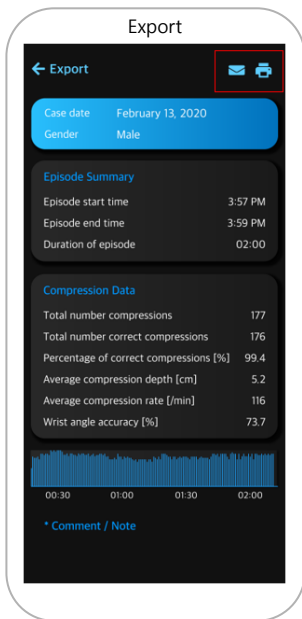 Export
← Export
Case date February 13, 2020
Gender Male
Episode Summary
Episode start time 3:57 PM
Episode end time 3:59 PM
Duration of episode 02:00
Compression Data
Total number compressions 177
Total number correct compressions 176
Percentage of correct compressions [%] 99.4
Average compression depth [cm] 5.2
Average compression rate [/min] 116
Wrist angle accuracy [%] 73.7
00:30 01:00 01:30 02:00
* Comment / Note